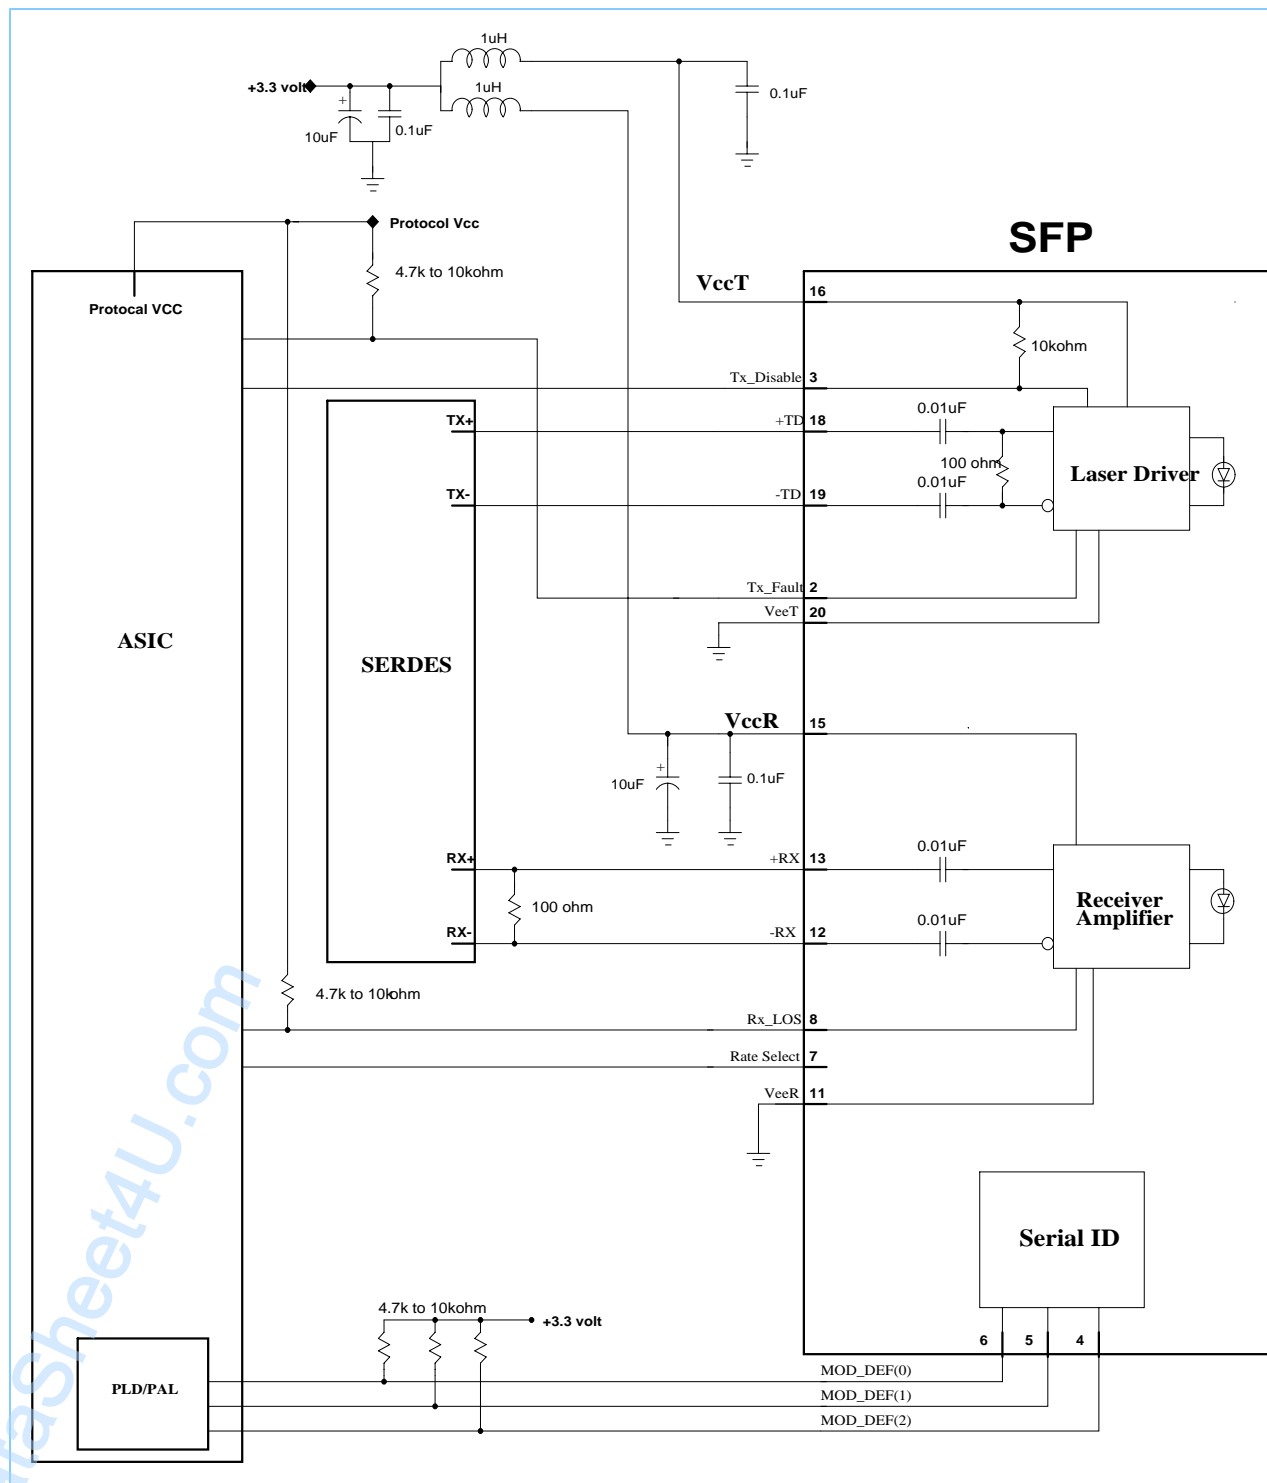 1uH
+3.3 volt
1uH
+
10uF
0.1uF
0.1uF
Protocol Vcc
SFP
4.7k to 10kohm
VccT
16
Protocal VCC
10kohm
Tx_Disable
3
0.01uF
TX+
+TD
18
100 ohm
Laser Driver
0.01uF
TX-
-TD
19
Tx_Fault
2
VeeT
20
ASIC
SERDES
VccR
15
+
10uF
0.1uF
0.01uF
RX+
+RX
13
100 ohm
Receiver
Amplifier
0.01uF
RX-
-RX
12
4.7k to 10kohm
Rx_LOS
8
Rate Select
7
VeeR
11
Serial ID
4.7k to 10kohm
+3.3 volt
6
5
4
PLD/PAL
MOD_DEF(0)
MOD_DEF(1)
MOD_DEF(2)
ataSheet4U.com